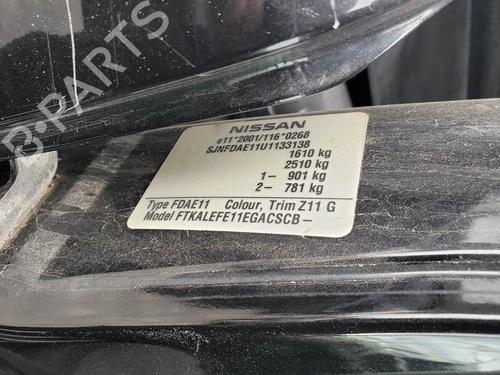 B-PARTS
NISSAN
e11*2001/116*0268
SJNFDAE11U1133138
1610 kg
2510 kg
1- 901 kg
2- 781 kg
Type FDAE11 Colour, Trim Z11 G
Model FTKALEFE11EGACSCB-